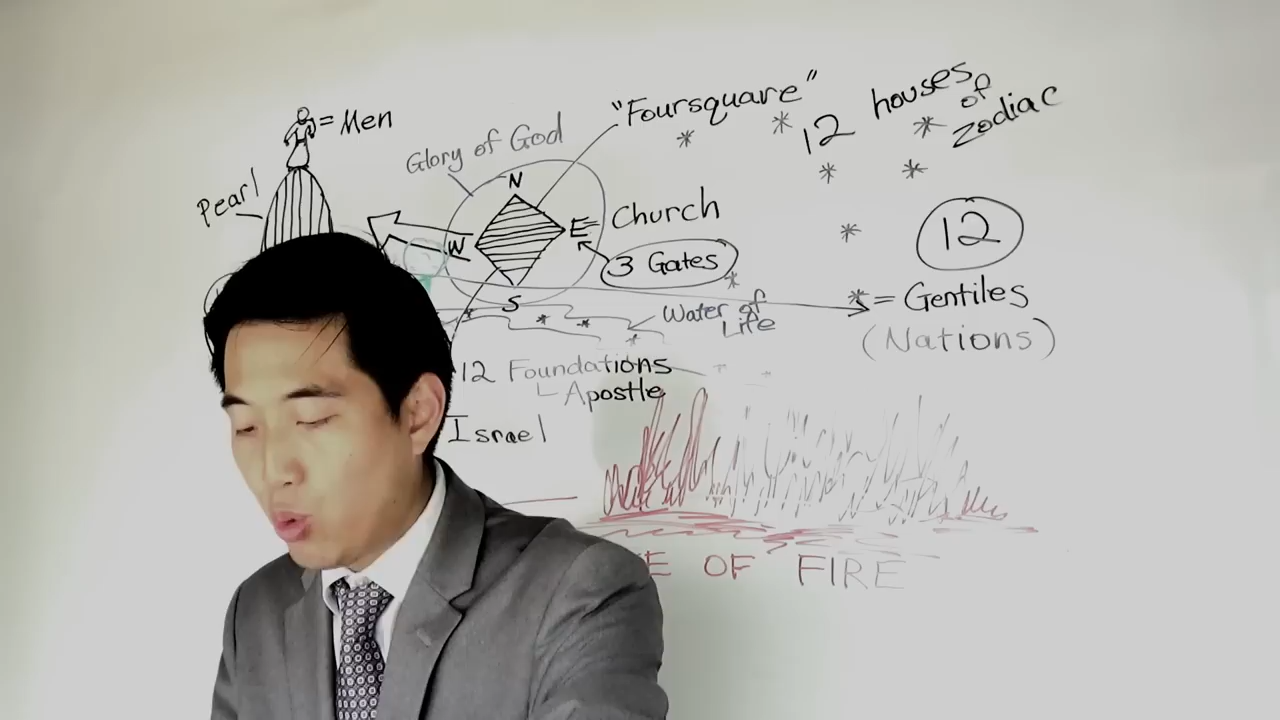 = Men
Pearl
Glory of God
"Foursquare"
12 houses
of
zodiac
N
W
E
S
Church
3 Gates
12
= Gentiles
(Nations)
Water of
Life
12 Foundations
Apostle
Israel
E OF FIRE